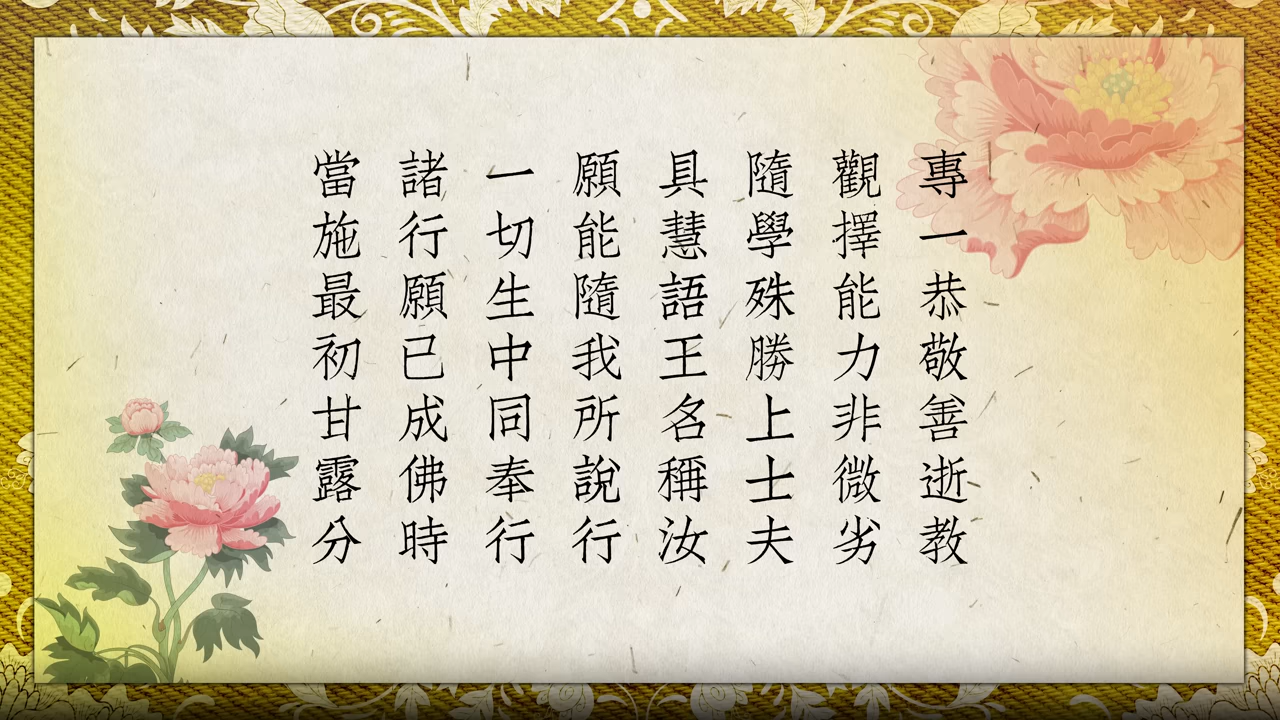 專一恭敬善逝教
觀擇能力非微劣
隨學殊勝上士夫
具慧語王名稱汝
願能隨我所說行
一切生中同奉行
諸行願已成佛時
當施最初甘露分